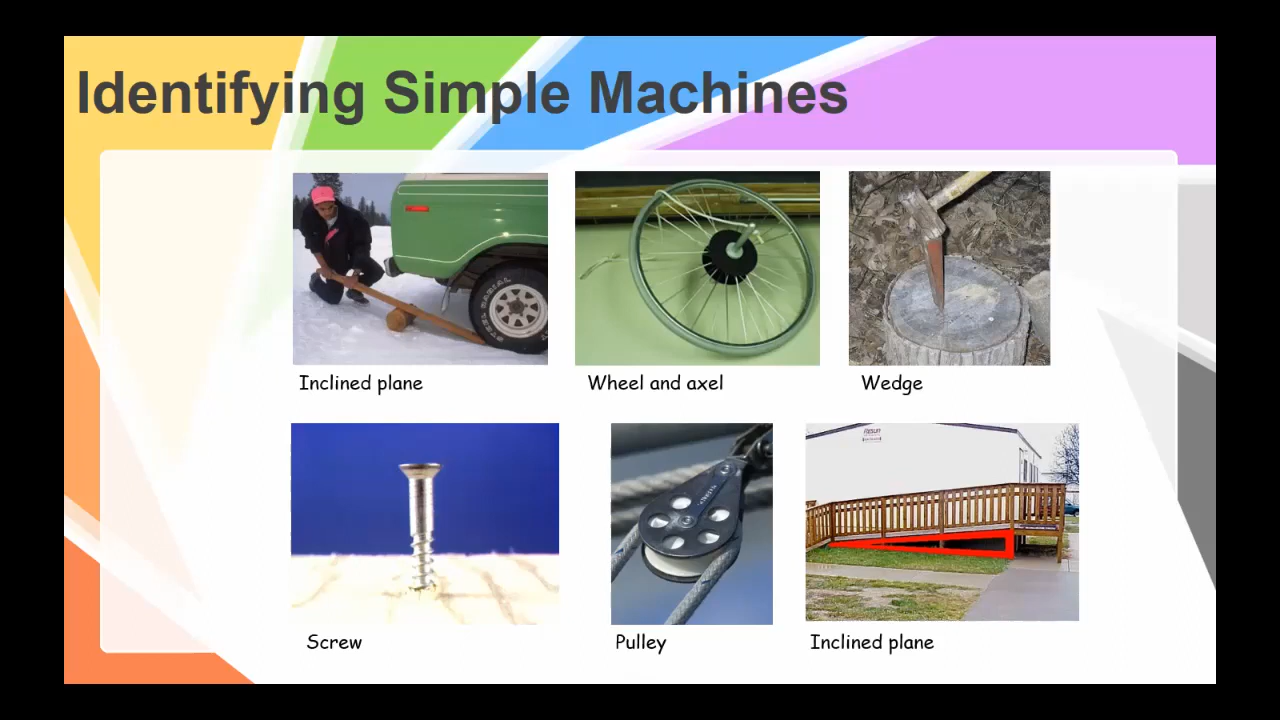 Identifying Simple Machines
Inclined plane
Wheel and axel
Wedge
Screw
Pulley
Inclined plane